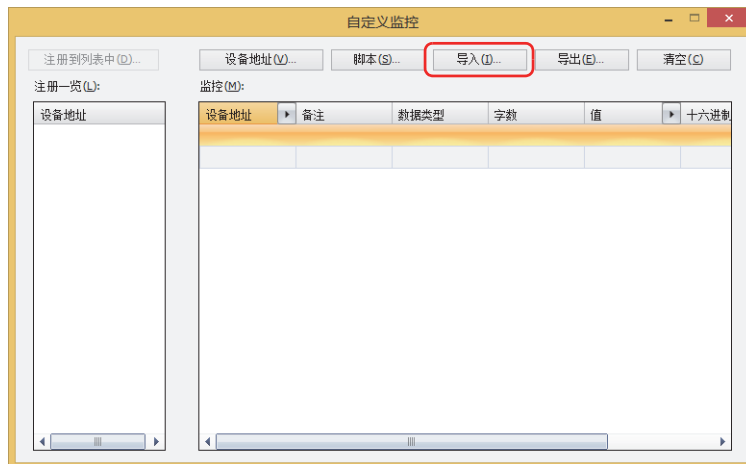 自定义监控
注册到列表中(D)... 设备地址(V)... 脚本(S)... 导入(I)... 导出(E)... 清空(C)
注册一览(L): 监控(M):
设备地址 设备地址 备注 数据类型 字数 值 十六进制